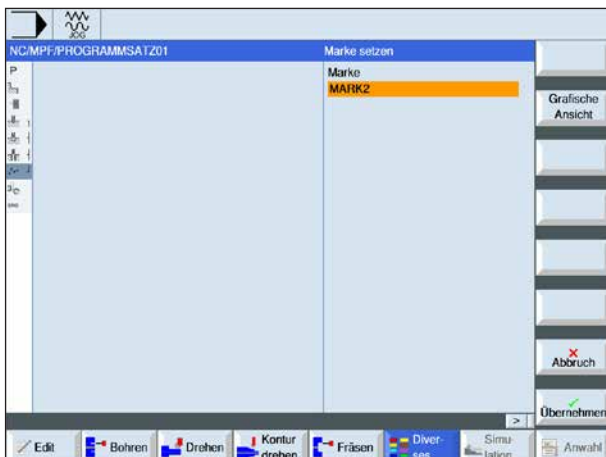 JOG
NC/MPF/PROGRAMMSATZ01
Marke setzen
P
Marke
MARK2
Grafische
Ansicht
Abbruch
Übernehmen
>
Edit
Bohren
Drehen
Kontur
drehen
Fräsen
Diver-
ses
Simu-
lation
Anwahl